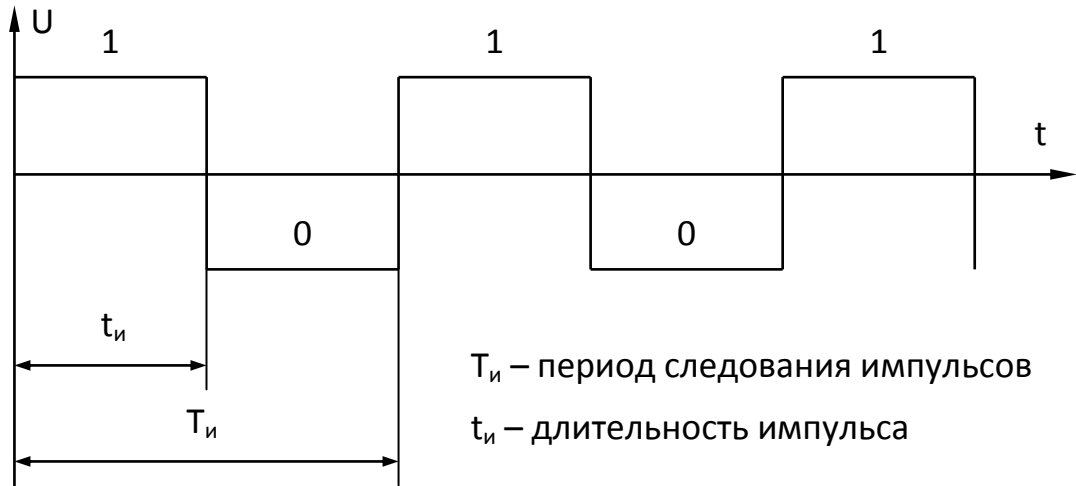 U
1 1 1
t
0 0
tи
Tи – период следования импульсов
tи – длительность импульса
Tи